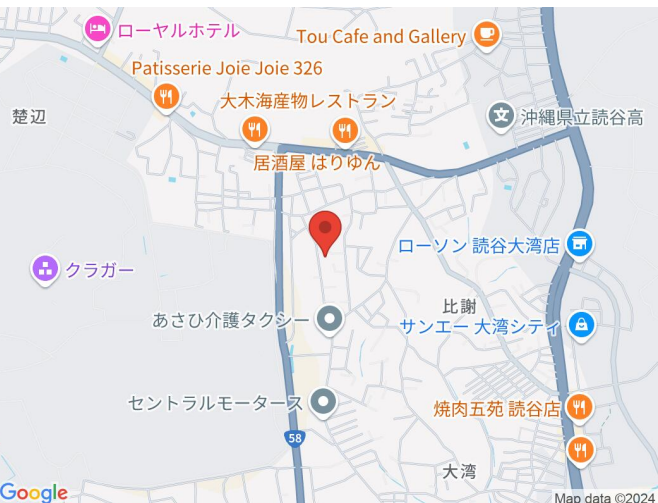 ローヤルホテル
Tou Cafe and Gallery
Patisserie Joie Joie 326
大木海産物レストラン
楚辺
沖縄県立読谷高
居酒屋 はりゆん
ローソン 読谷大湾店
クラガー
比謝
あさひ介護タクシー
サンエー 大湾シティ
セントラルモータース
焼肉五苑 読谷店
58
大湾
Google
Map data ©2024